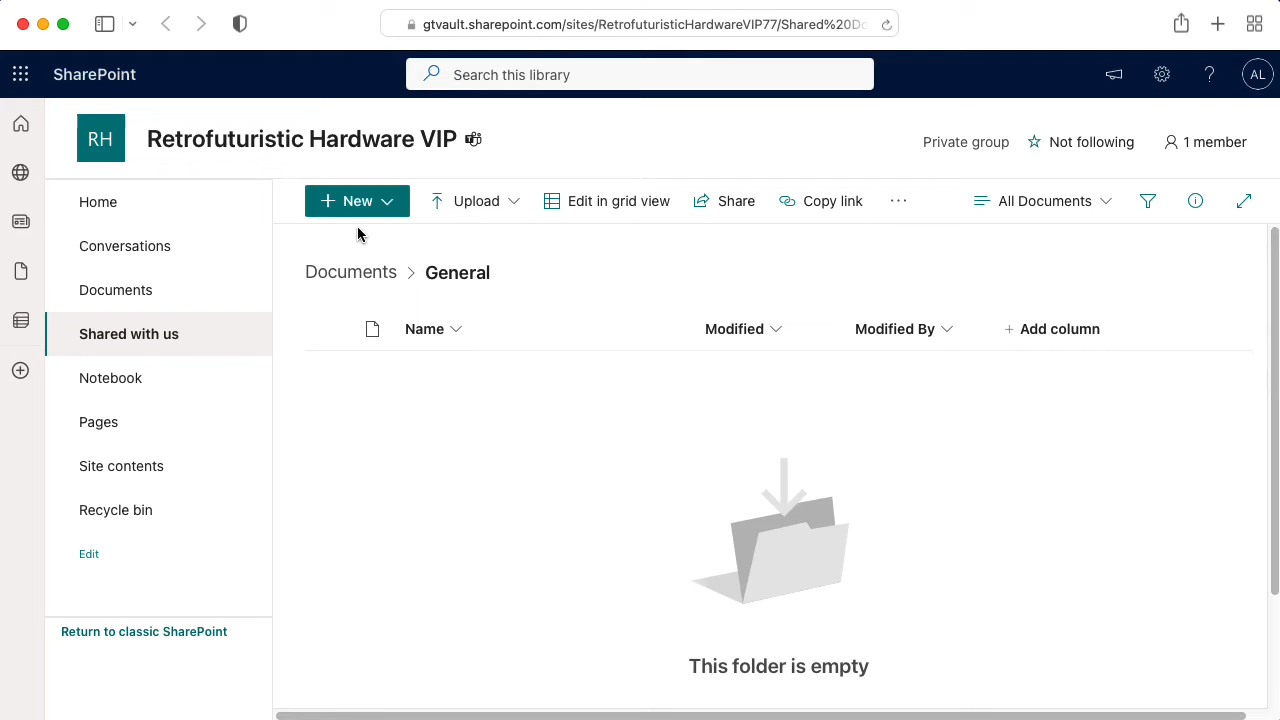 gtvault.sharepoint.com/sites/RetrofuturisticHardwareVIP77/Shared%20Do
SharePoint
Search this library
AL
RH
Retrofuturistic Hardware VIP
Private group
Not following
1 member
Home
Conversations
Documents
Shared with us
Notebook
Pages
Site contents
Recycle bin
Edit
Return to classic SharePoint
New
Upload
Edit in grid view
Share
Copy link
All Documents
Documents > General
Name
Modified
Modified By
+ Add column
This folder is empty